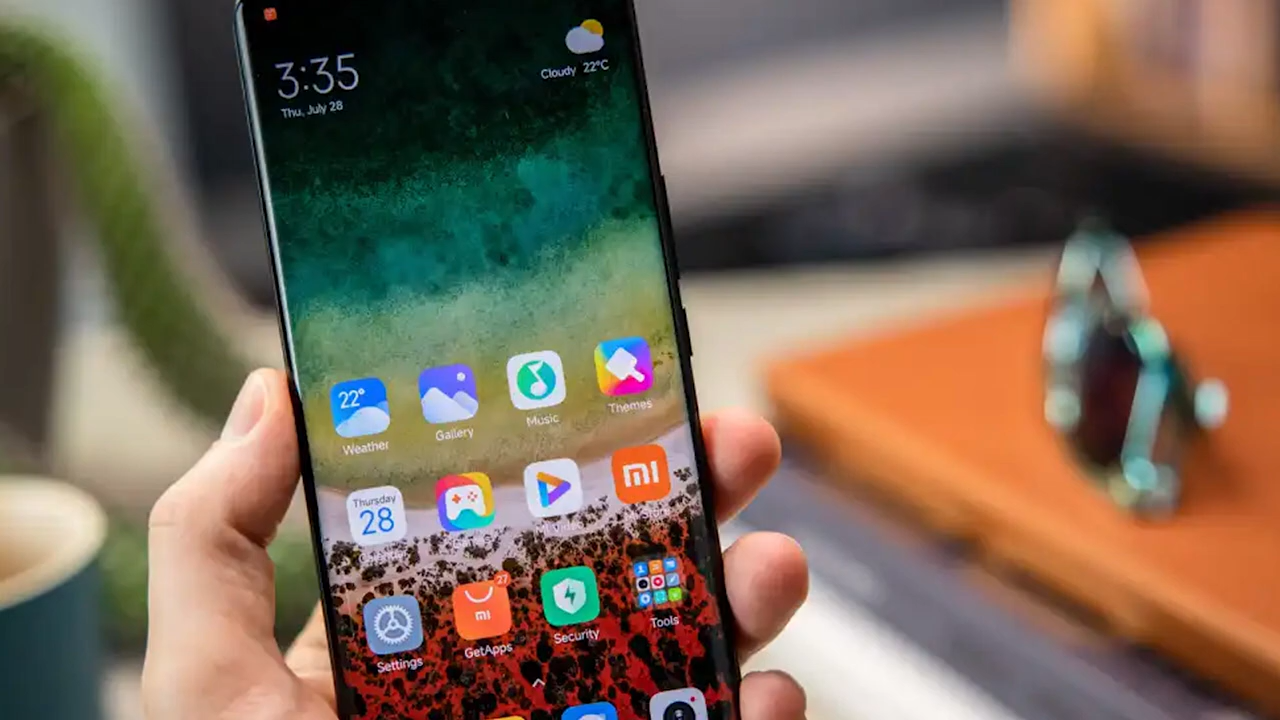 3:35
Thu, July 28
Cloudy 22°C
22°
Weather
Gallery
Music
Themes
Thursday
28
mi
27
mi
Settings
GetApps
Security
Tools